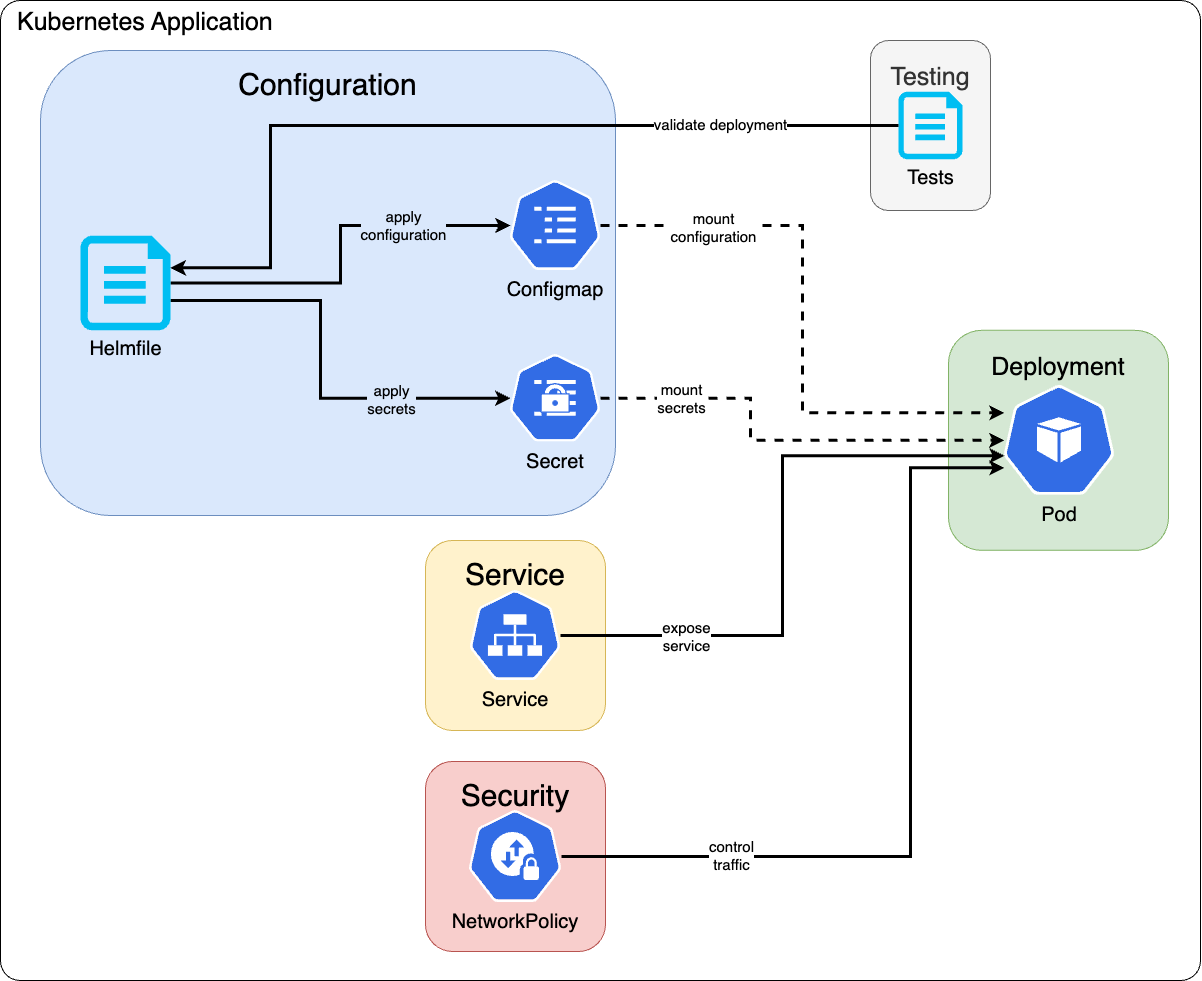 Kubernetes Application
Configuration
Testing
validate deployment
Tests
apply
configuration
mount
configuration
Configmap
Helmfile
Deployment
apply
secrets
mount
secrets
Secret
Pod
Service
expose
service
Service
Security
control
traffic
NetworkPolicy